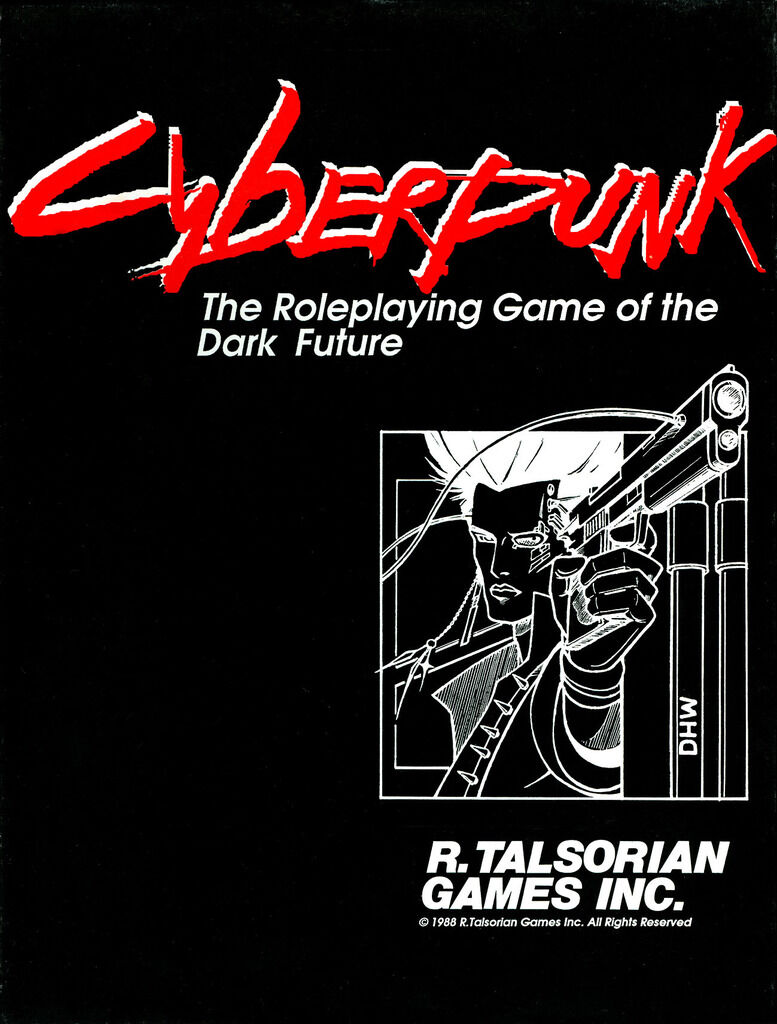 CYBERPUNK
The Roleplaying Game of the
Dark Future
DHW
R. TALSORIAN
GAMES INC.
© 1988 R.Talsorian Games Inc. All Rights Reserved